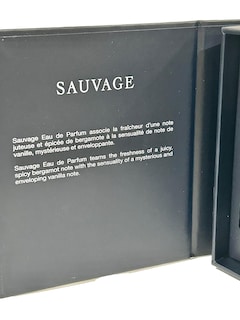 SAUVAGE
Sauvage Eau de Parfum associe la fraîcheur d'une note
juteuse et épicée de bergamote à la sensualité de note de
vanille, mystérieuse et enveloppante.
Sauvage Eau de Parfum teams the freshness of a juicy,
spicy bergamot note with the sensuality of a mysterious and
enveloping vanilla note.